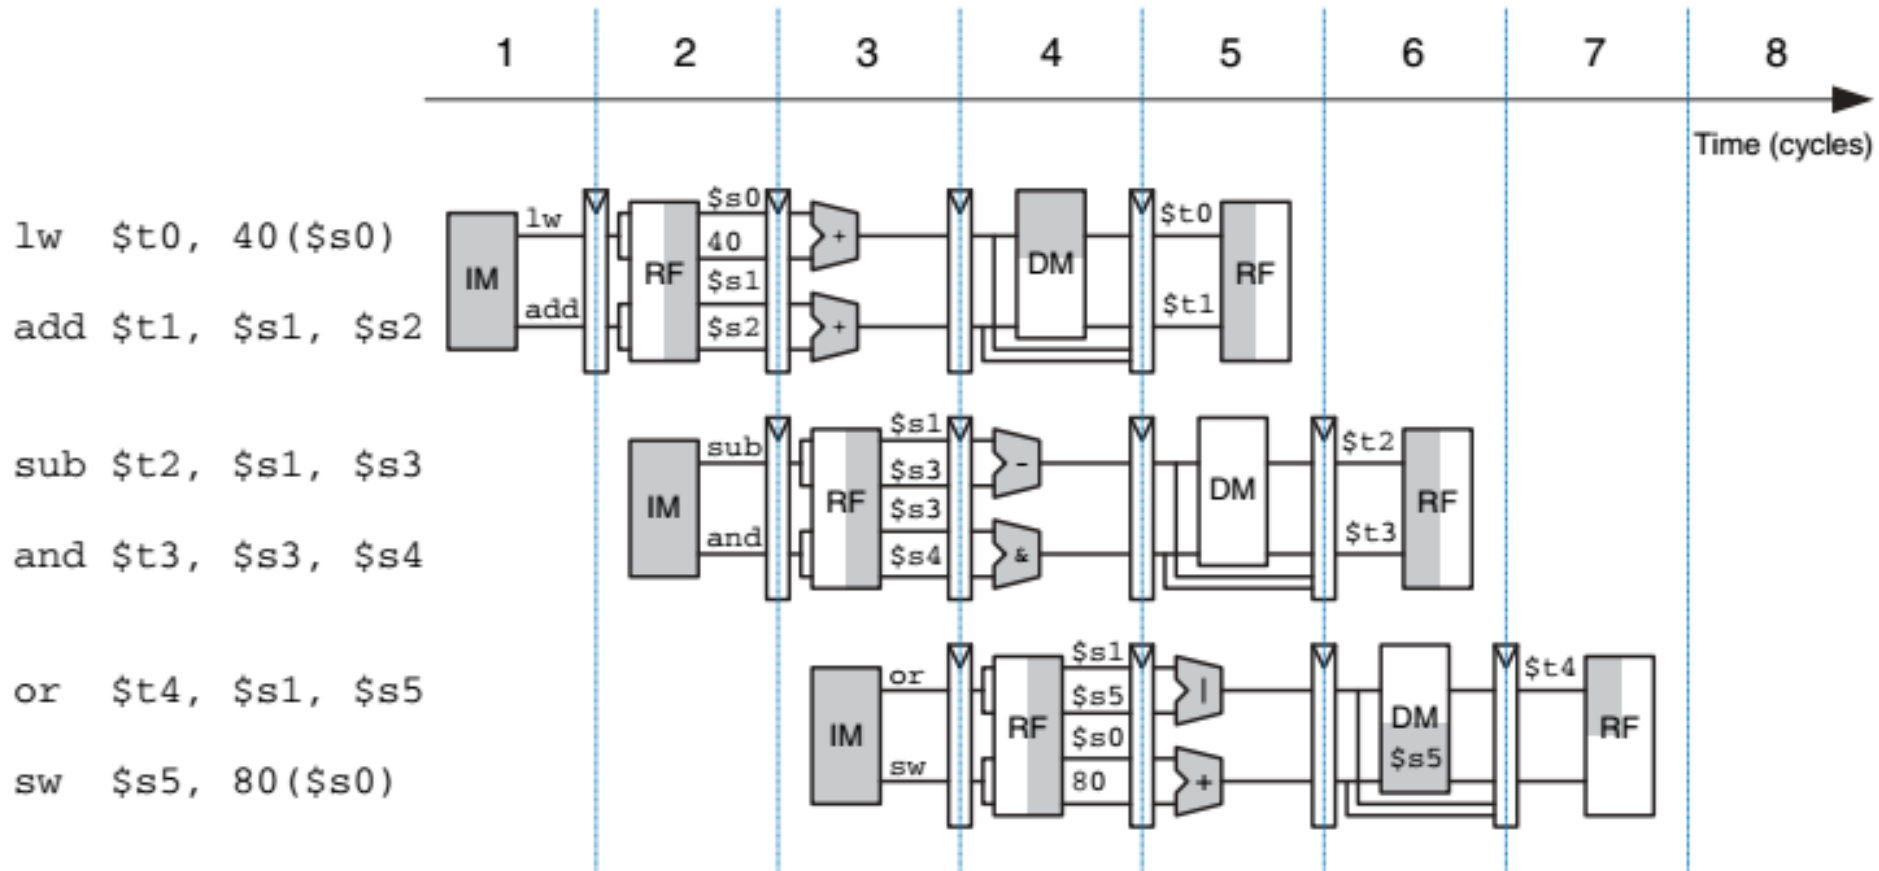 1 2 3 4 5 6 7 8
Time (cycles)
lw $t0, 40($s0)
add $t1, $s1, $s2
IM
lw
add
RF
$s0
40
$s1
$s2
+
+
DM
$t0
$t1
RF
sub $t2, $s1, $s3
and $t3, $s3, $s4
IM
sub
and
RF
$s1
$s3
$s3
$s4
-
&
DM
$t2
$t3
RF
or $t4, $s1, $s5
sw $s5, 80($s0)
IM
or
sw
RF
$s1
$s5
$s0
80
|
+
DM
$s5
$t4
RF